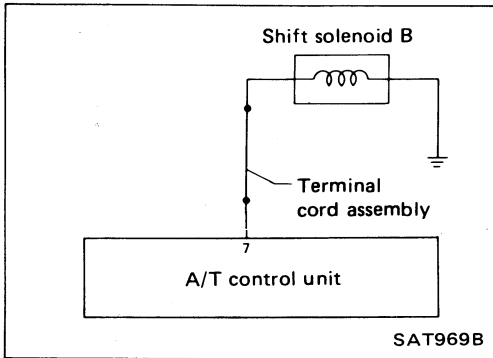 Shift solenoid B
Terminal
cord assembly
7
A/T control unit
SAT969B